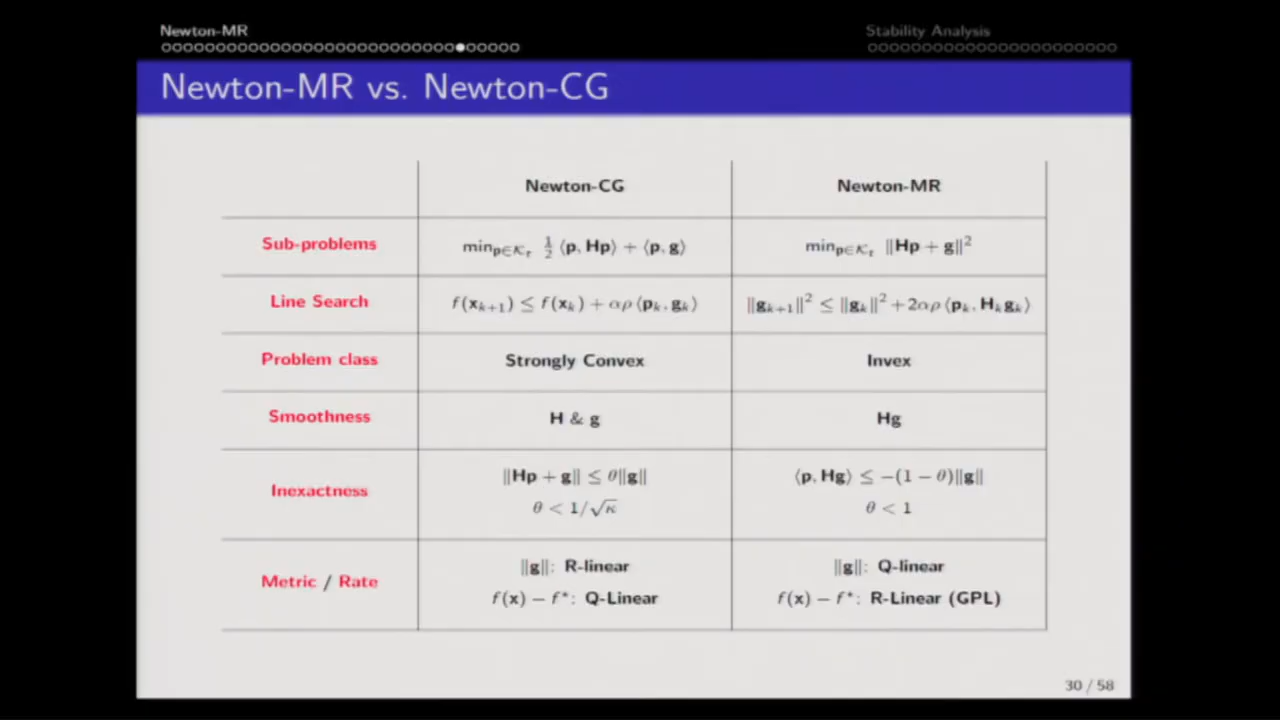 Newton-MR
Stability Analysis
Newton-MR vs. Newton-CG
Newton-CG Newton-MR
Sub-problems min_{p∈𝒦_t} ½ ⟨p, Hp⟩ + ⟨p, g⟩ min_{p∈𝒦_t} ‖Hp + g‖²
Line Search f(x_{k+1}) ≤ f(x_k) + αρ ⟨p_k, g_k⟩ ‖g_{k+1}‖² ≤ ‖g_k‖² + 2αρ ⟨p_k, H_k g_k⟩
Problem class Strongly Convex Invex
Smoothness H & g Hg
Inexactness ‖Hp + g‖ ≤ θ‖g‖ ⟨p, Hg⟩ ≤ −(1 − θ)‖g‖
θ < 1/√κ θ < 1
Metric / Rate ‖g‖: R-linear ‖g‖: Q-linear
f(x) − f*: Q-Linear f(x) − f*: R-Linear (GPL)
30 / 58